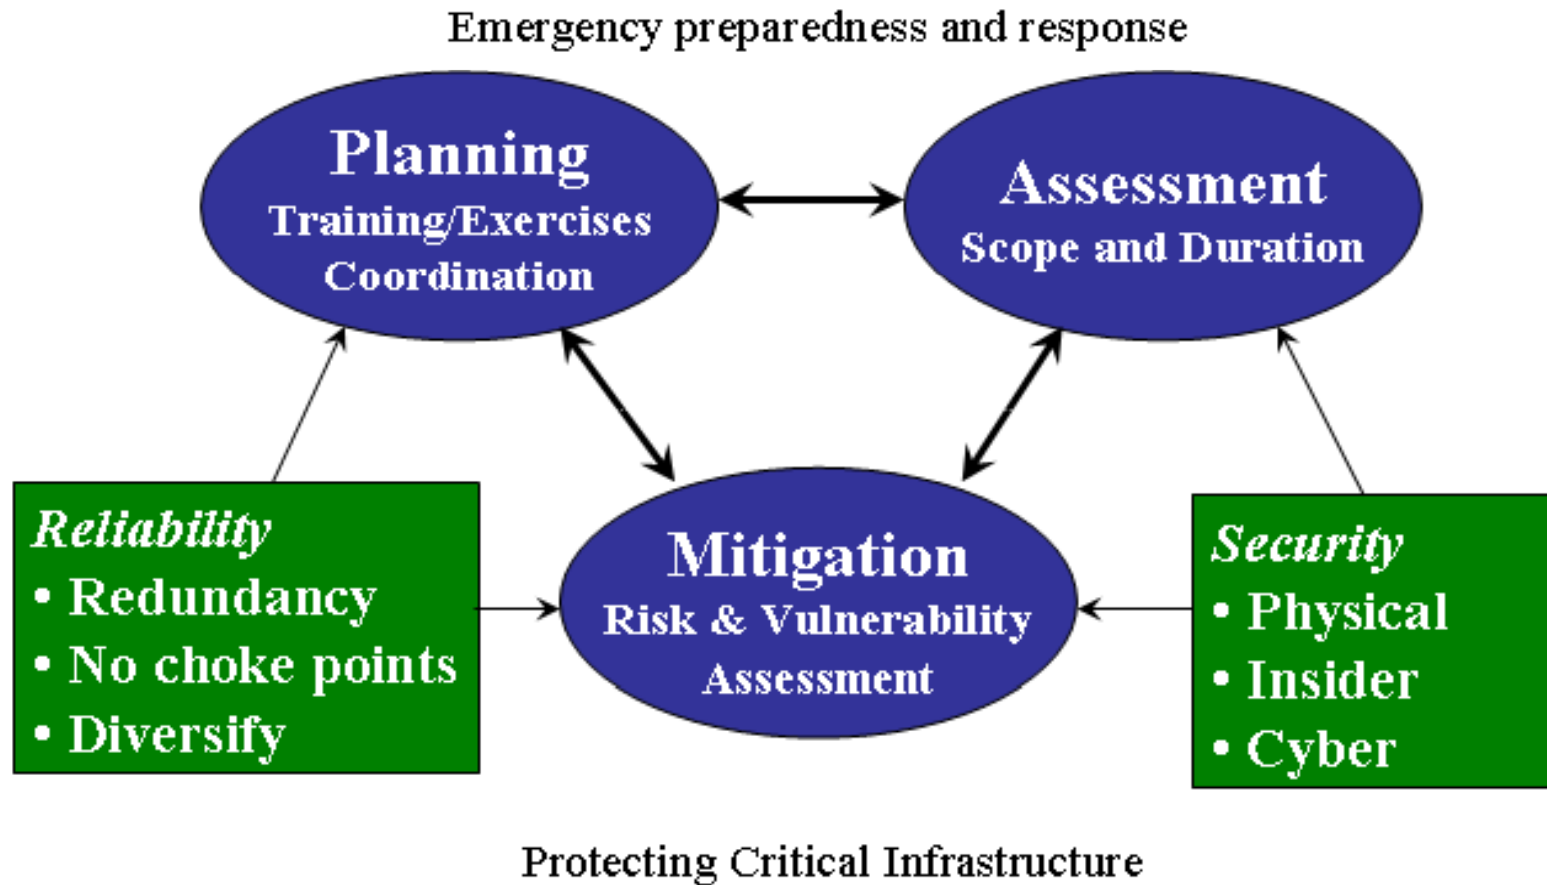 Emergency preparedness and response
Planning
Training/Exercises
Coordination
Assessment
Scope and Duration
Reliability
• Redundancy
• No choke points
• Diversify
Mitigation
Risk & Vulnerability
Assessment
Security
• Physical
• Insider
• Cyber
Protecting Critical Infrastructure